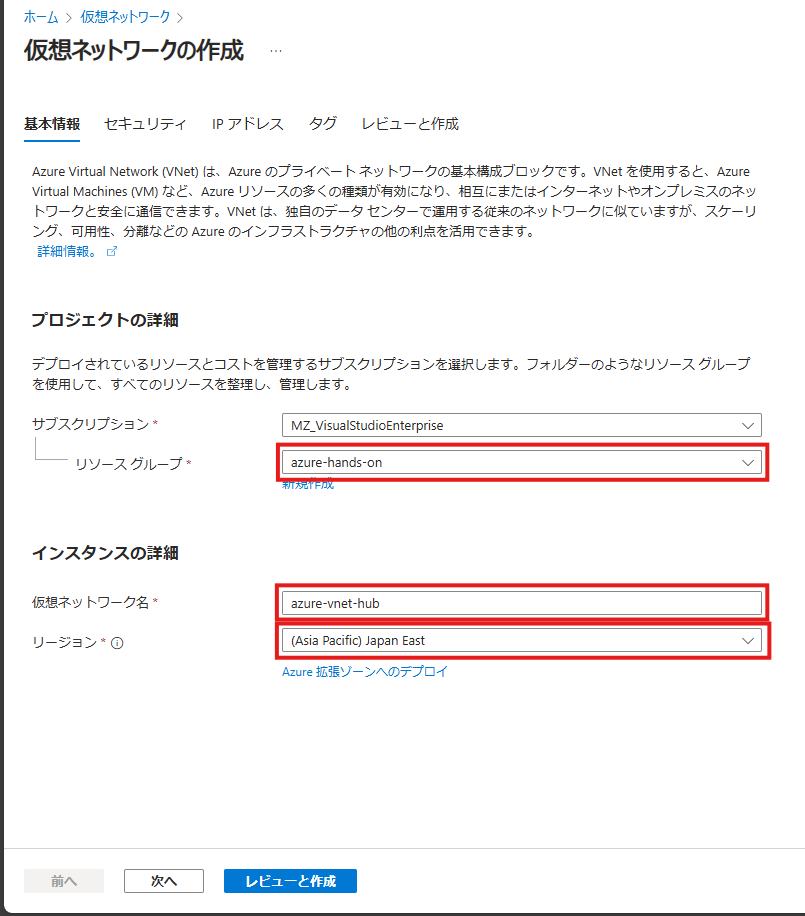 ホーム > 仮想ネットワーク >
仮想ネットワークの作成 …
基本情報 セキュリティ IP アドレス タグ レビューと作成
Azure Virtual Network (VNet) は、Azure のプライベート ネットワークの基本構成ブロックです。VNet を使用すると、Azure
Virtual Machines (VM) など、Azure リソースの多くの種類が有効になり、相互にまたはインターネットやオンプレミスのネッ
トワークと安全に通信できます。VNet は、独自のデータ センターで運用する従来のネットワークに似ていますが、スケーリ
ング、可用性、分離などの Azure のインフラストラクチャの他の利点を活用できます。
詳細情報。
プロジェクトの詳細
デプロイされているリソースとコストを管理するサブスクリプションを選択します。フォルダーのようなリソース グループ
を使用して、すべてのリソースを整理し、管理します。
サブスクリプション * MZ_VisualStudioEnterprise
リソース グループ * azure-hands-on
新規作成
インスタンスの詳細
仮想ネットワーク名 * azure-vnet-hub
リージョン * (Asia Pacific) Japan East
Azure 拡張ゾーンへのデプロイ
前へ 次へ レビューと作成